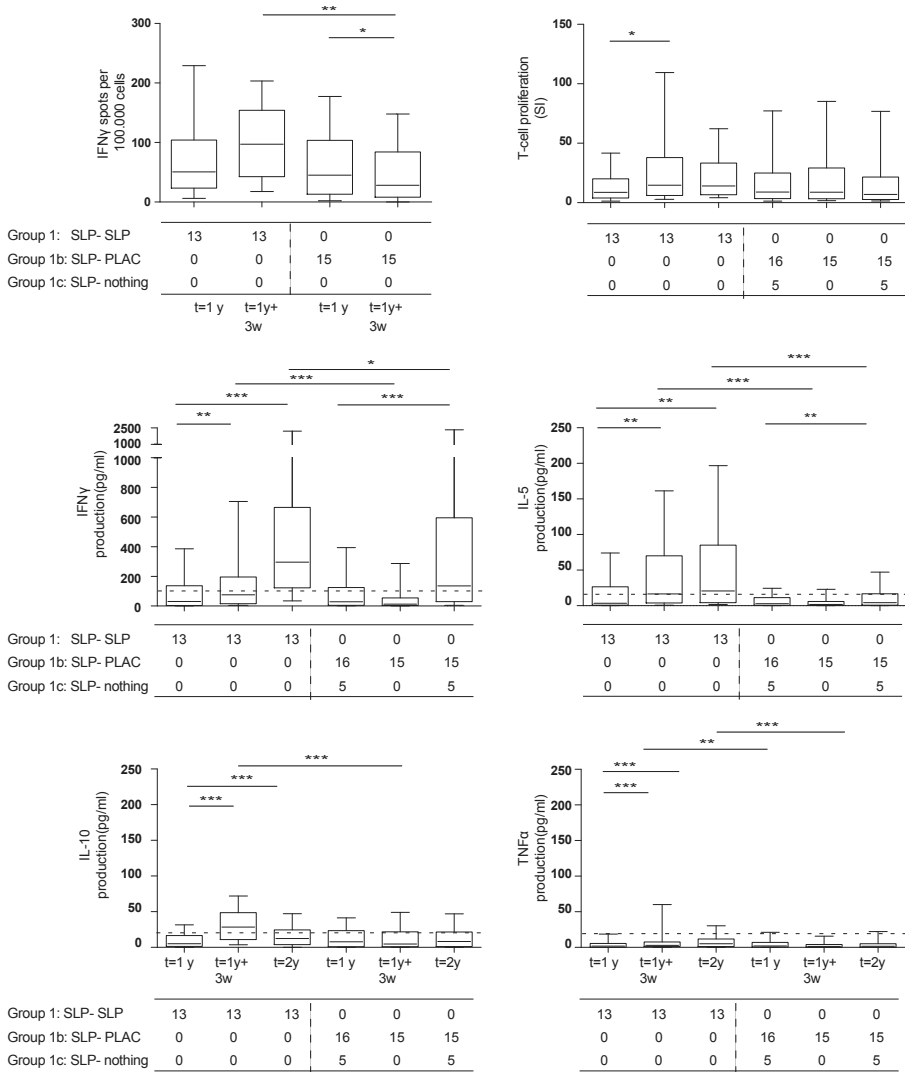 **
*
300
200
100
0
IFNγ spots per
100.000 cells
Group 1: SLP- SLP 13 13 0 0
Group 1b: SLP- PLAC 0 0 15 15
Group 1c: SLP- nothing 0 0 0 0
t=1 y t=1y+ t=1 y t=1y+
3w 3w
*
150
100
50
0
T-cell proliferation
(SI)
13 13 13 0 0 0
0 0 0 16 15 15
0 0 0 5 0 5
*
***
*** ***
**
2500
1000
1000
800
600
400
200
0
IFNγ
production(pg/ml)
Group 1: SLP- SLP 13 13 13 0 0 0
Group 1b: SLP- PLAC 0 0 0 16 15 15
Group 1c: SLP- nothing 0 0 0 5 0 5
***
***
**
** **
250
200
150
100
50
0
IL-5
production(pg/ml)
13 13 13 0 0 0
0 0 0 16 15 15
0 0 0 5 0 5
***
***
***
250
200
150
100
50
0
IL-10
production(pg/ml)
t=1 y t=1y+ t=2y t=1 y t=1y+ t=2y
3w 3w
Group 1: SLP- SLP 13 13 13 0 0 0
Group 1b: SLP- PLAC 0 0 0 16 15 15
Group 1c: SLP- nothing 0 0 0 5 0 5
***
**
***
***
250
200
150
100
50
0
TNFα
production(pg/ml)
t=1 y t=1y+ t=2y t=1 y t=1y+ t=2y
3w 3w
13 13 13 0 0 0
0 0 0 16 15 15
0 0 0 5 0 5